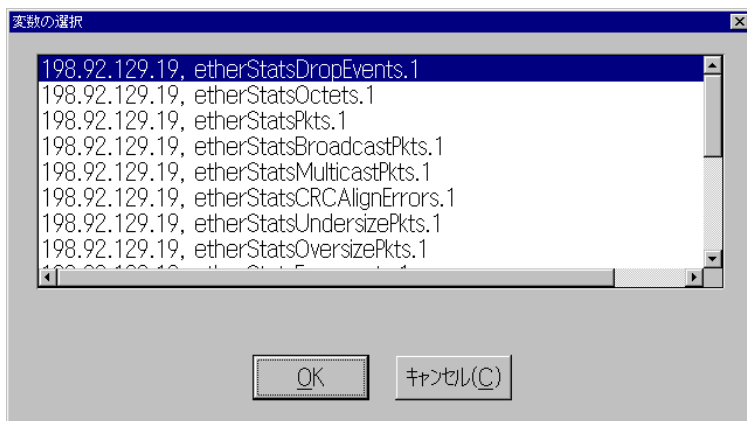 変数の選択
198.92.129.19, etherStatsDropEvents.1
198.92.129.19, etherStatsOctets.1
198.92.129.19, etherStatsPkts.1
198.92.129.19, etherStatsBroadcastPkts.1
198.92.129.19, etherStatsMulticastPkts.1
198.92.129.19, etherStatsCRCAlignErrors.1
198.92.129.19, etherStatsUndersizePkts.1
198.92.129.19, etherStatsOversizePkts.1
OK
キャンセル(C)